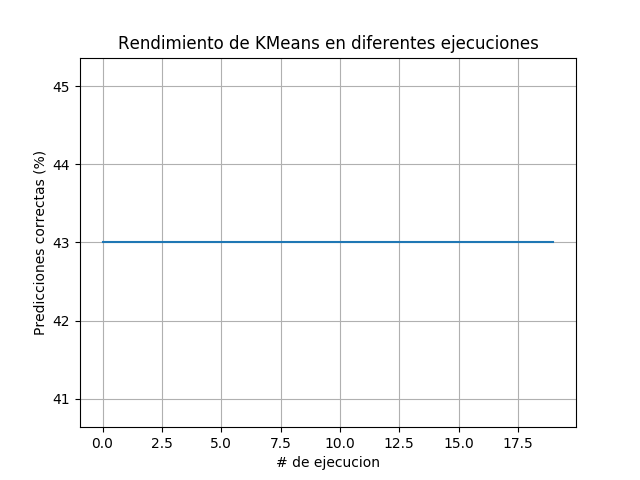 Rendimiento de KMeans en diferentes ejecuciones
45
44
43
42
41
Predicciones correctas (%)
0.0 2.5 5.0 7.5 10.0 12.5 15.0 17.5
# de ejecucion